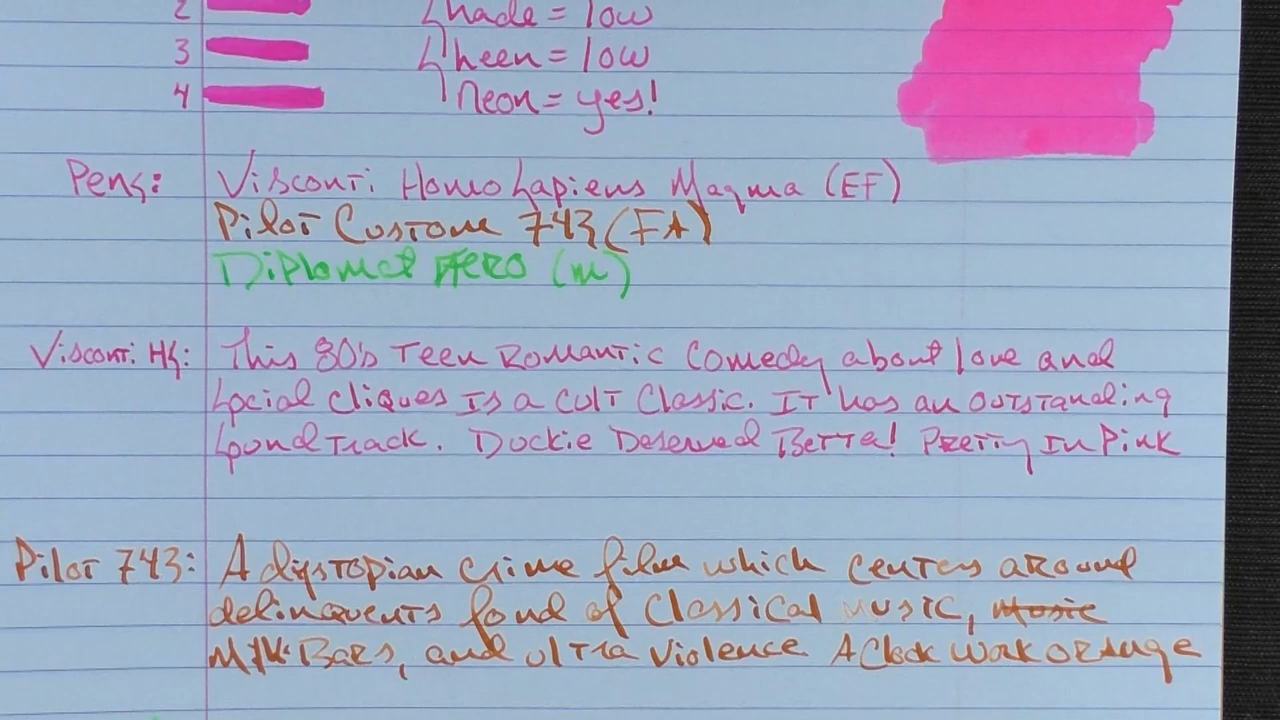 2
Shade = low
3
Sheen = low
4
Neon = yes!
Pens: Visconti Homo Sapiens Magma (EF)
Pilot Custom 743 (FA)
Diplomat Aero (m)
Visconti HS: This 80's Teen Romantic Comedy about love and
social cliques Is a cult Classic. IT has an outstanding
soundtrack. Duckie Deserved Better! Pretty In Pink
Pilot 743: A dystopian crime film which centers around
delinquents fond of classical music, Music
Milk Bars, and ultra violence A Clockwork orange